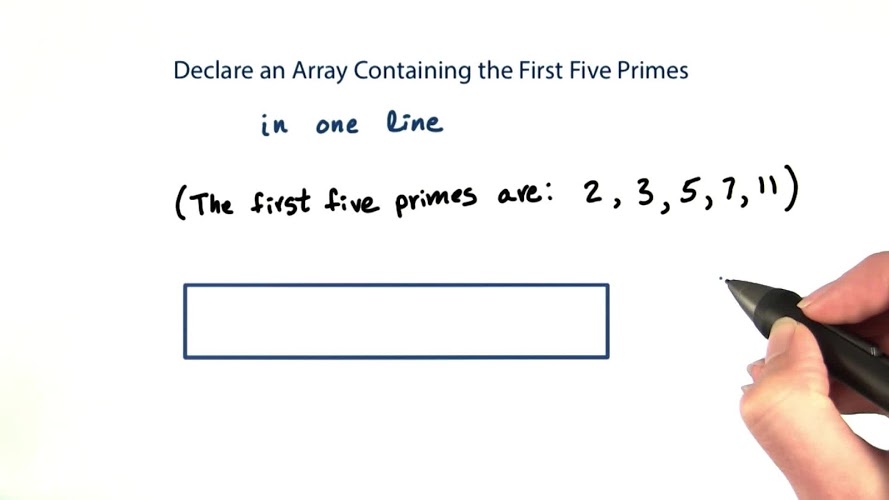 Declare an Array Containing the First Five Primes
in one line
(The first five primes are: 2, 3, 5, 7, 11)